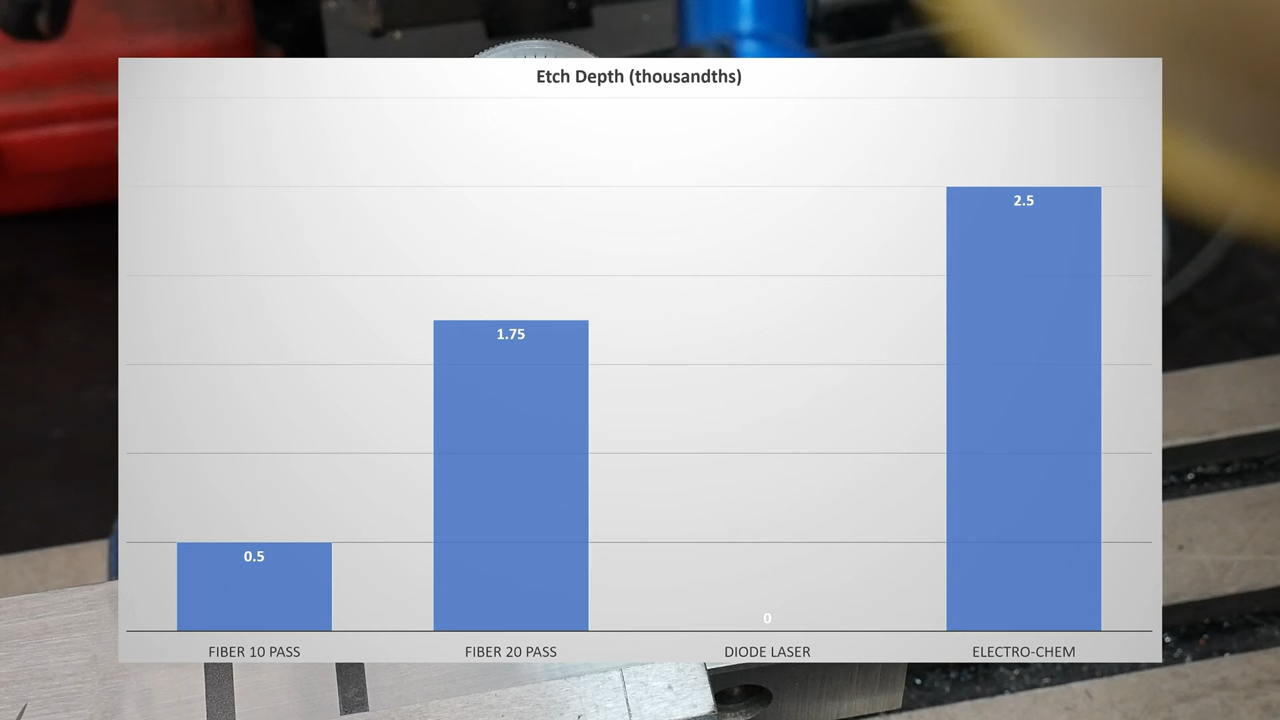 Etch Depth (thousandths)
2.5
1.75
0.5
0
FIBER 10 PASS
FIBER 20 PASS
DIODE LASER
ELECTRO-CHEM